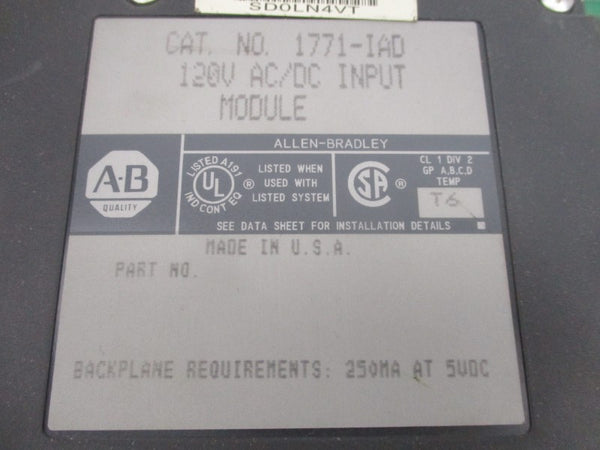 SD0LN4VT
CAT. NO. 1771-IAD
120V AC/DC INPUT
MODULE
ALLEN-BRADLEY
A-B
QUALITY
LISTED A191
UL ®
IND CONT EQ
LISTED WHEN
USED WITH
LISTED SYSTEM
SA ®
CL 1 DIV 2
GP A,B,C,D
TEMP
T6
SEE DATA SHEET FOR INSTALLATION DETAILS
MADE IN U.S.A.
PART NO.
BACKPLANE REQUIREMENTS: 250MA AT 5VDC